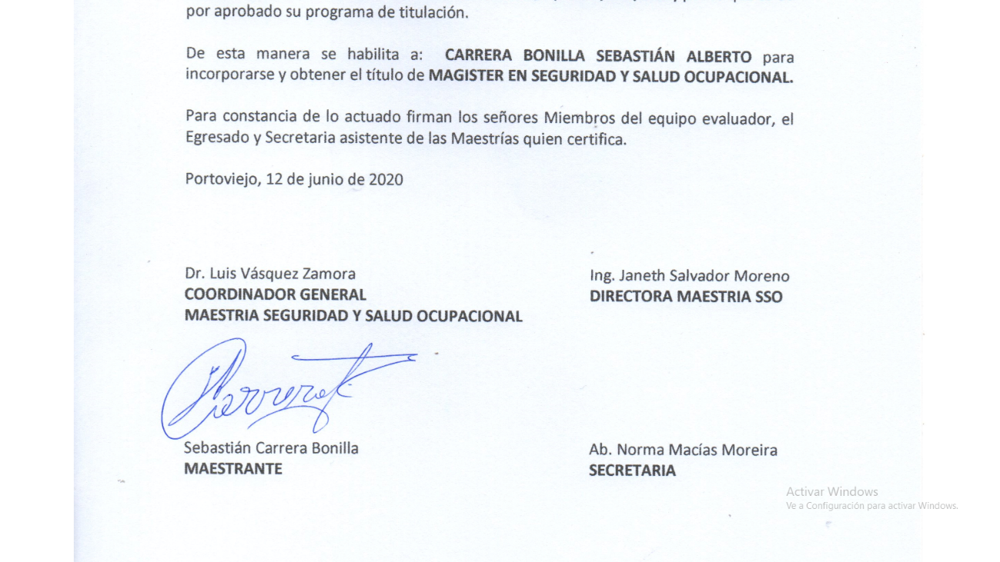 por aprobado su programa de titulación.
De esta manera se habilita a: CARRERA BONILLA SEBASTIÁN ALBERTO para
incorporarse y obtener el título de MAGISTER EN SEGURIDAD Y SALUD OCUPACIONAL.
Para constancia de lo actuado firman los señores Miembros del equipo evaluador, el
Egresado y Secretaria asistente de las Maestrías quien certifica.
Portoviejo, 12 de junio de 2020
Dr. Luis Vásquez Zamora
COORDINADOR GENERAL
MAESTRIA SEGURIDAD Y SALUD OCUPACIONAL
Ing. Janeth Salvador Moreno
DIRECTORA MAESTRIA SSO
Sebastián Carrera Bonilla
MAESTRANTE
Ab. Norma Macías Moreira
SECRETARIA
Activar Windows
Ve a Configuración para activar Windows.